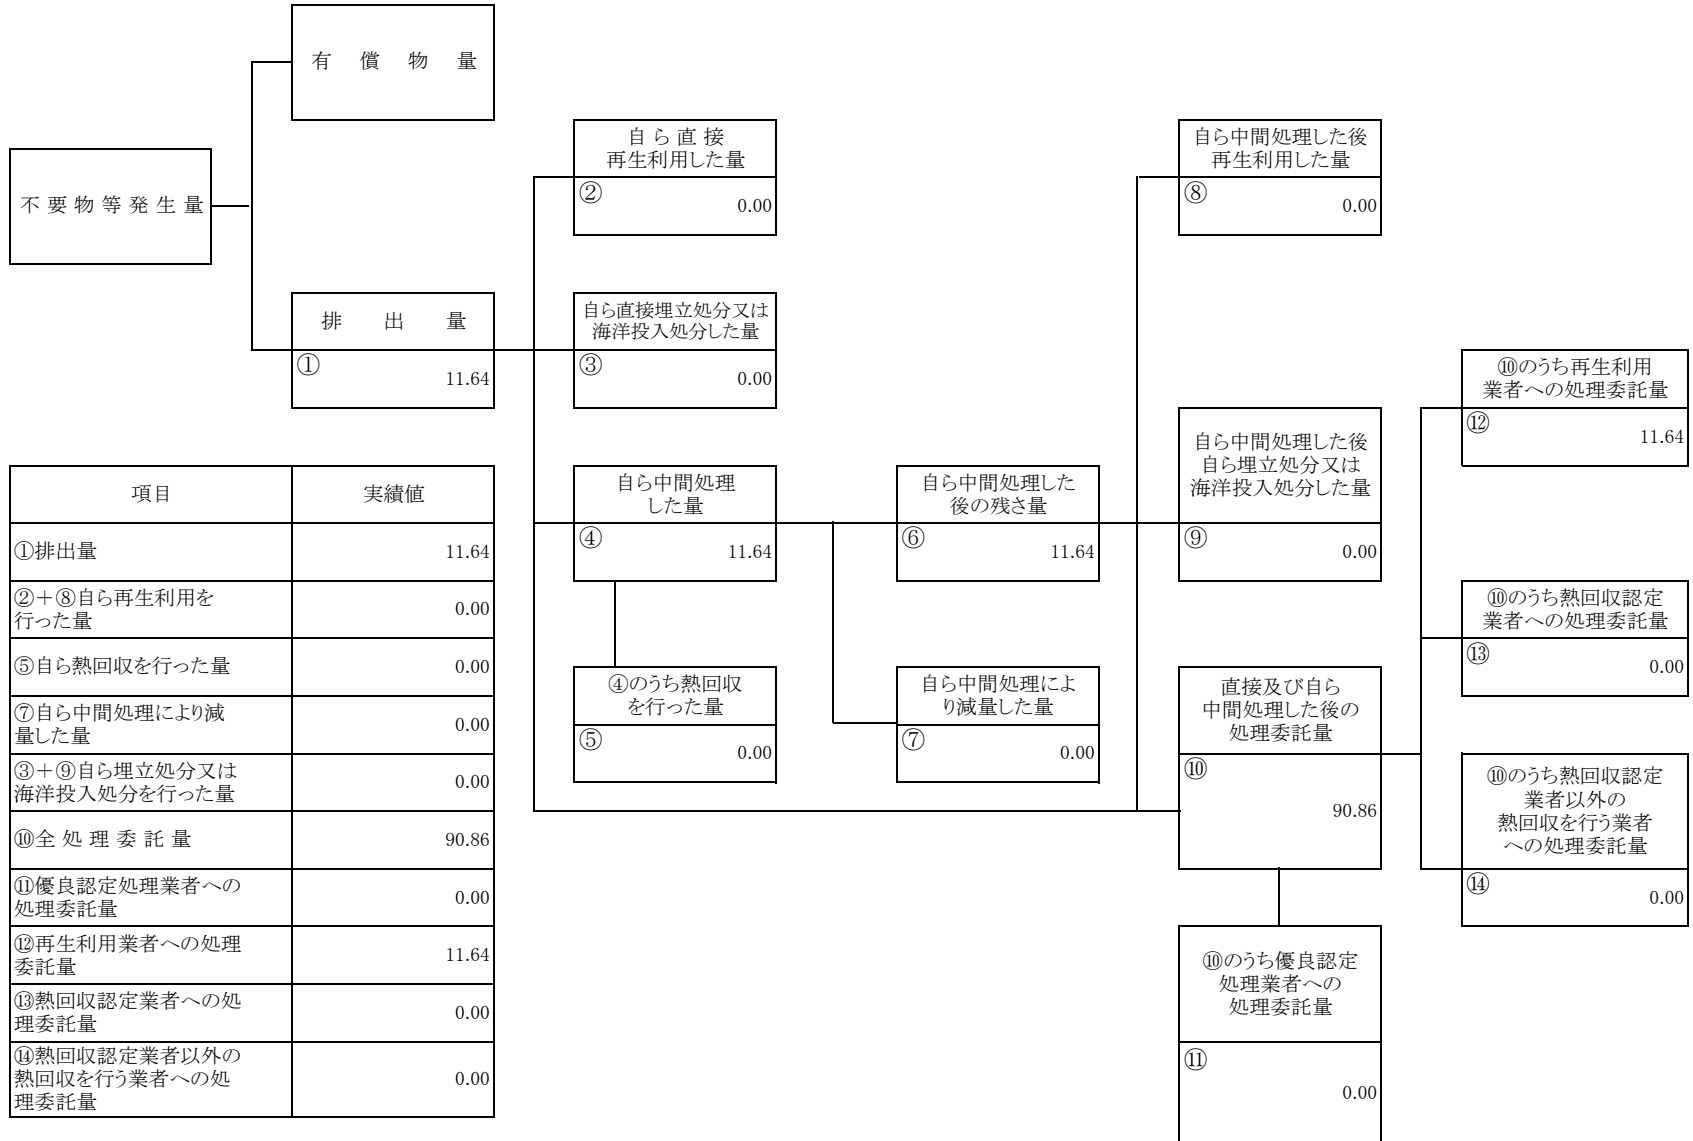 有　償　物　量
不 要 物 等 発 生 量
排　出　量
①
11.64
自 ら 直 接
再生利用した量
②
0.00
自ら直接埋立処分又は
海洋投入処分した量
③
0.00
自ら中間処理
した量
④
11.64
④のうち熱回収
を行った量
⑤
0.00
自ら中間処理した
後の残さ量
⑥
11.64
自ら中間処理によ
り減量した量
⑦
0.00
自ら中間処理した後
再生利用した量
⑧
0.00
自ら中間処理した後
自ら埋立処分又は
海洋投入処分した量
⑨
0.00
直接及び自ら
中間処理した後の
処理委託量
⑩
90.86
⑩のうち優良認定
処理業者への
処理委託量
⑪
0.00
⑩のうち再生利用
業者への処理委託量
⑫
11.64
⑩のうち熱回収認定
業者への処理委託量
⑬
0.00
⑩のうち熱回収認定
業者以外の
熱回収を行う業者
への処理委託量
⑭
0.00
項目　実績値
①排出量　11.64
②＋⑧自ら再生利用を
行った量　0.00
⑤自ら熱回収を行った量　0.00
⑦自ら中間処理により減
量した量　0.00
③＋⑨自ら埋立処分又は
海洋投入処分を行った量　0.00
⑩全 処 理 委 託 量　90.86
⑪優良認定処理業者への
処理委託量　0.00
⑫再生利用業者への処理
委託量　11.64
⑬熱回収認定業者への処
理委託量　0.00
⑭熱回収認定業者以外の
熱回収を行う業者への処
理委託量　0.00